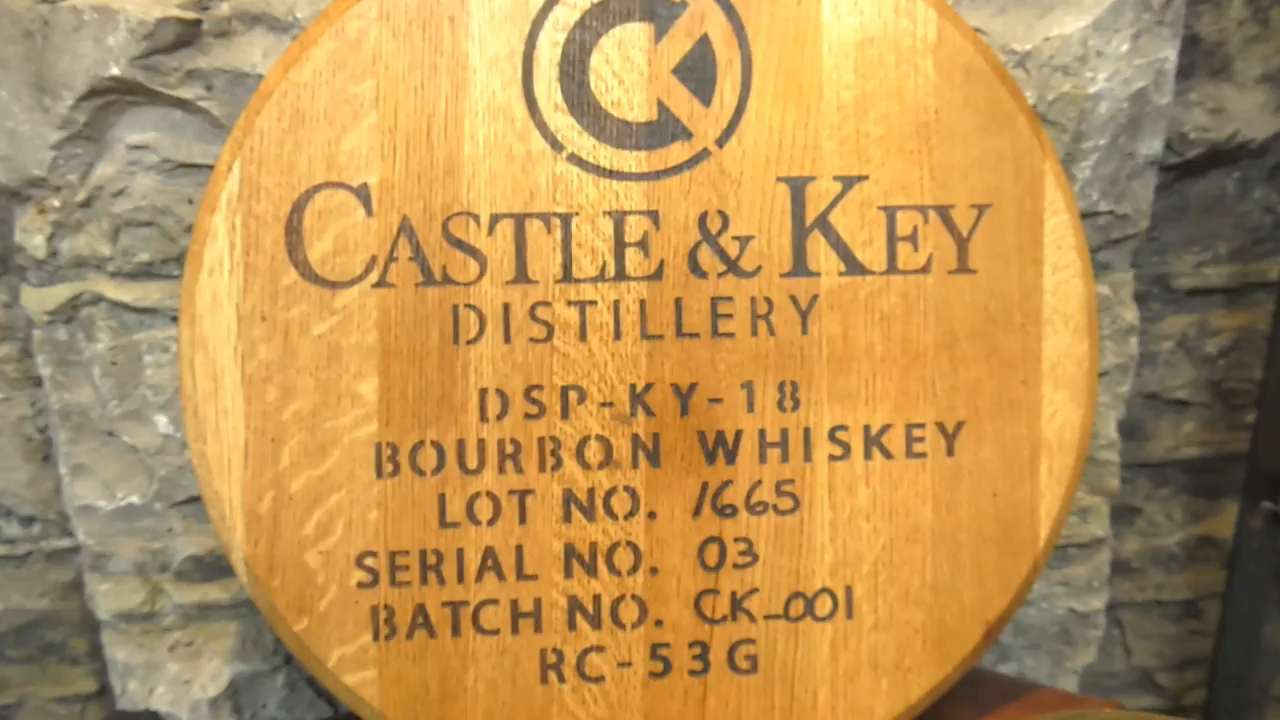 CK
CASTLE & KEY
DISTILLERY
DSP-KY-18
BOURBON WHISKEY
LOT NO. 1665
SERIAL NO. 03
BATCH NO. CK-001
RC-53G